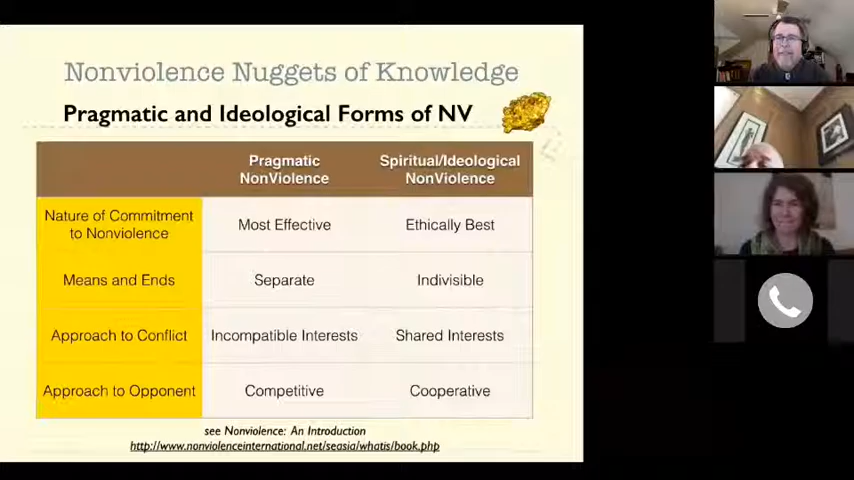 Nonviolence Nuggets of Knowledge
Pragmatic and Ideological Forms of NV
Pragmatic
NonViolence
Spiritual/Ideological
NonViolence
Nature of Commitment
to Nonviolence
Most Effective
Ethically Best
Means and Ends
Separate
Indivisible
Approach to Conflict
Incompatible Interests
Shared Interests
Approach to Opponent
Competitive
Cooperative
see Nonviolence: An Introduction
http://www.nonviolenceinternational.net/seasia/whatis/book.php